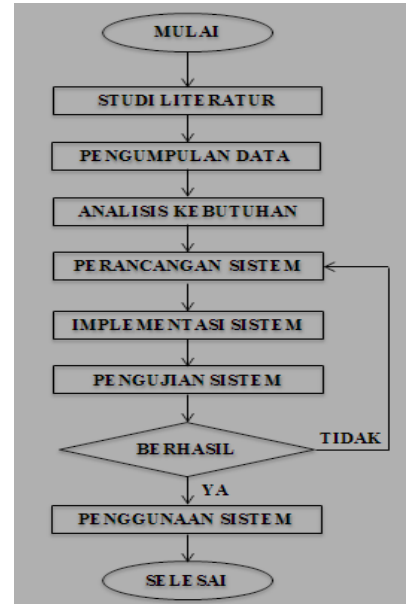 MULAI
STUDI LITERATUR
PENGUMPULAN DATA
ANALISIS KEBUTUHAN
PERANCANGAN SISTEM
IMPLEMENTASI SISTEM
PENGUJIAN SISTEM
BERHASIL
TIDAK
YA
PENGGUNAAN SISTEM
SELESAI